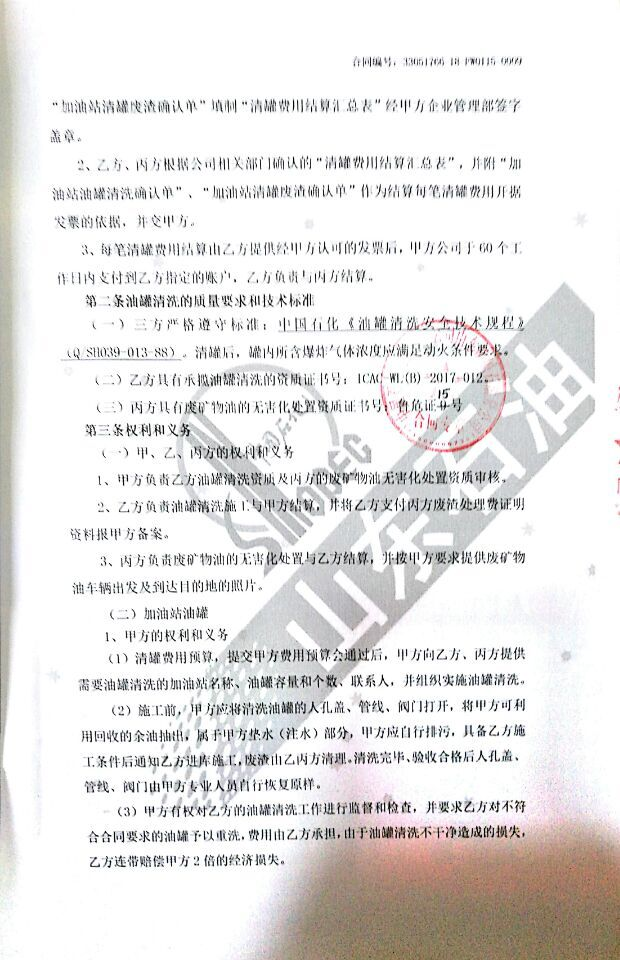 合同编号：33051766-18-PW0115-0009
“加油站清罐废渣确认单”填制“清罐费用结算汇总表”经甲方企业管理部签字
盖章。
2、乙方、丙方根据公司相关部门确认的“清罐费用结算汇总表”，并附“加
油站油罐清洗确认单”、“加油站清罐废渣确认单”作为结算每笔清罐费用开据
发票的依据，并交甲方。
3、每笔清罐费用结算由乙方提供经甲方认可的发票后，甲方公司于60个工
作日内支付到乙方指定的账户，乙方负责与丙方结算。
第二条油罐清洗的质量要求和技术标准
（一）三方严格遵守标准：中国石化《油罐清洗安全技术规程》
（Q/SH039-013-88）。清罐后，罐内所含爆炸气体浓度应满足动火条件要求。
（二）乙方具有承揽油罐清洗的资质证书号：ICAC-WL(B)-2017-012。
15
（三）丙方具有废矿物油的无害化处置资质证书号：鲁危证9号
合同专用
第三条权利和义务
（一）甲、乙、丙方的权利和义务
1、甲方负责乙方油罐清洗资质及丙方的废矿物油无害化处置资质审核。
2、乙方负责油罐清洗施工与甲方结算，并将乙方支付丙方废渣处理费证明
资料报甲方备案。
3、丙方负责废矿物油的无害化处置与乙方结算，并按甲方要求提供废矿物
油车辆出发及到达目的地的照片。
（二）加油站油罐
1、甲方的权利和义务
（1）清罐费用预算，提交甲方费用预算会通过后，甲方向乙方、丙方提供
需要油罐清洗的加油站名称、油罐容量和个数、联系人，并组织实施油罐清洗。
（2）施工前，甲方应将清洗油罐的人孔盖、管线、阀门打开，将甲方可利
用回收的余油抽出，属于甲方垫水（注水）部分，甲方应自行排污，具备乙方施
工条件后通知乙方进库施工，废渣由乙丙方清理。清洗完毕、验收合格后人孔盖、
管线、阀门由甲方专业人员自行恢复原样。
（3）甲方有权对乙方的油罐清洗工作进行监督和检查，并要求乙方对不符
合合同要求的油罐予以重洗，费用由乙方承担，由于油罐清洗不干净造成的损失，
乙方连带赔偿甲方2倍的经济损失。
中国石化
SINOPEC
山东石油